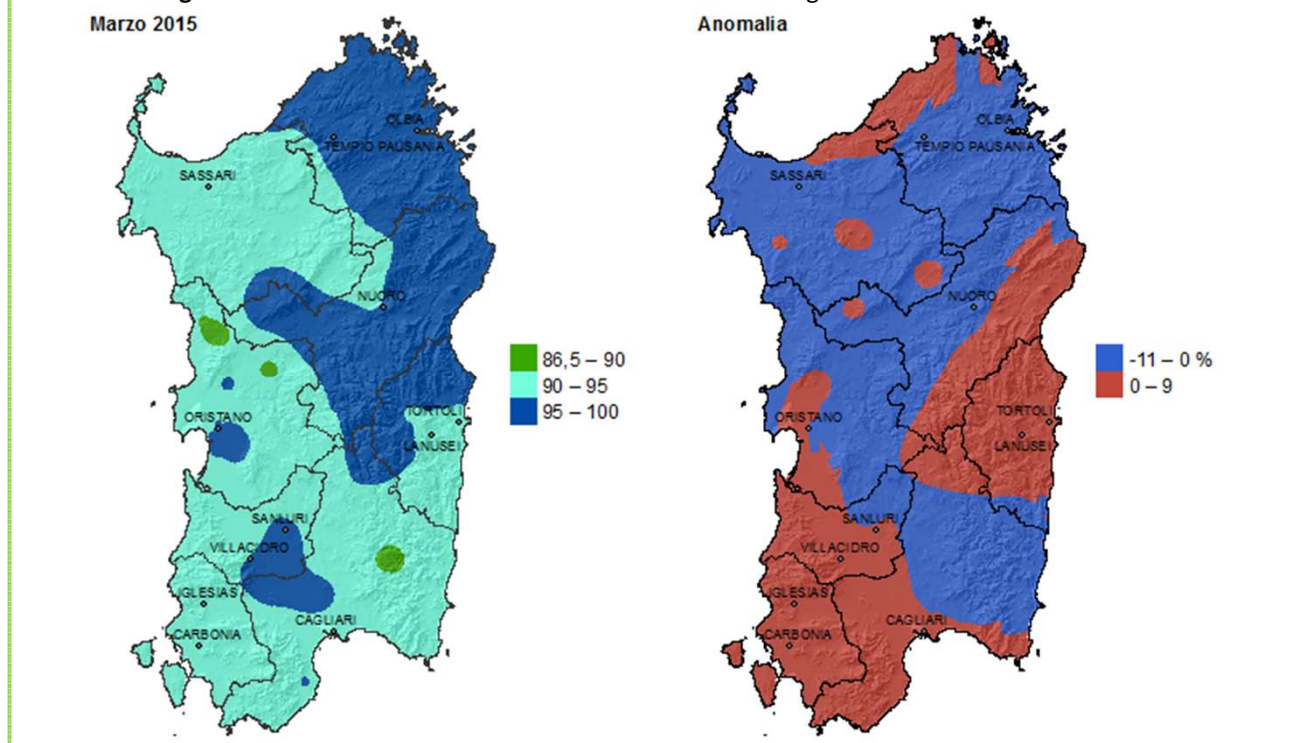 Marzo 2015
OLBIA
TEMPIO PAUSANIA
SASSARI
NUORO
ORISTANO
TORTOLI
LANUSEI
SANLURI
VILLACIDRO
IGLESIAS
CAGLIARI
CARBONIA
86,5 – 90
90 – 95
95 – 100
Anomalia
OLBIA
TEMPIO PAUSANIA
SASSARI
NUORO
ORISTANO
TORTOLI
LANUSEI
SANLURI
VILLACIDRO
IGLESIAS
CAGLIARI
CARBONIA
-11 – 0 %
0 – 9